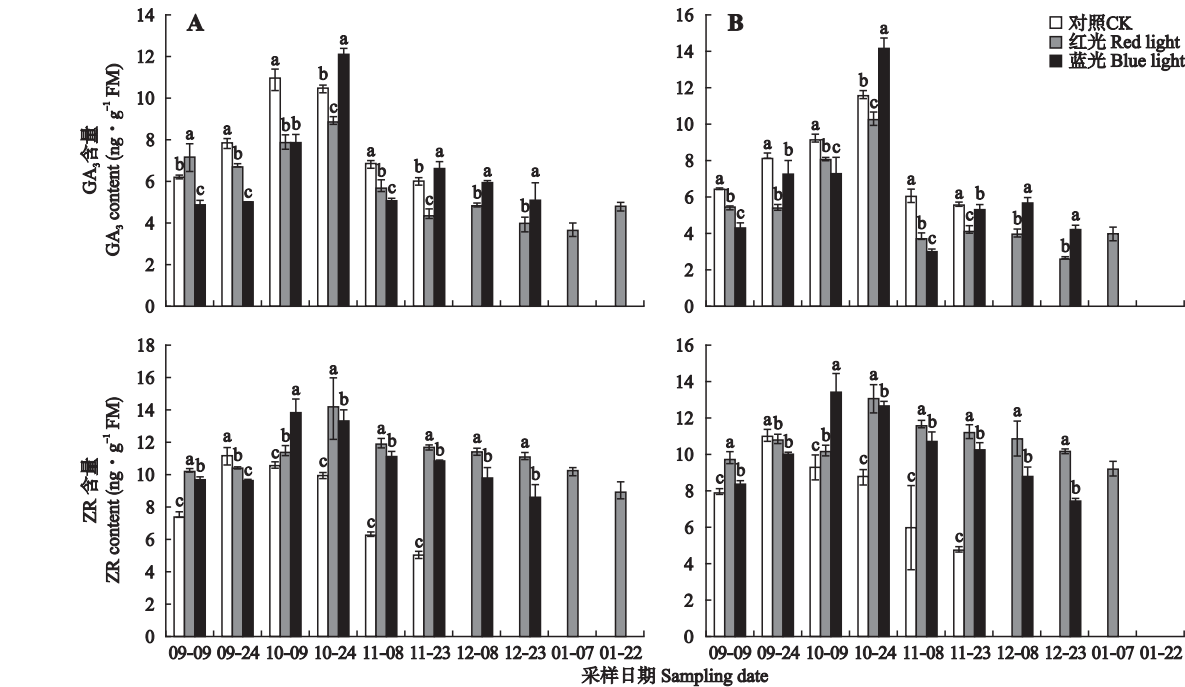 A
B
对照CK
红光 Red light
蓝光 Blue light
GA₃含量
GA₃ content (ng·g⁻¹ FM)
14
12
10
8
6
4
2
0
b a c
a b c
a b b
b c a
a b c
b c a
b a
b a
16
14
12
10
8
6
4
2
0
a b c
a b a
a b c
b c a
a b c
a c b
b a
b a
ZR 含量
ZR content (ng·g⁻¹ FM)
18
16
14
12
10
8
6
4
2
0
c a b
a b c
c b a
c a b
c a b
c a b
a b
a b
16
14
12
10
8
6
4
2
0
c a b
a b b
c b a
c a b
c a b
c a b
a b
a b
09-09 09-24 10-09 10-24 11-08 11-23 12-08 12-23 01-07 01-22
09-09 09-24 10-09 10-24 11-08 11-23 12-08 12-23 01-07 01-22
采样日期 Sampling date